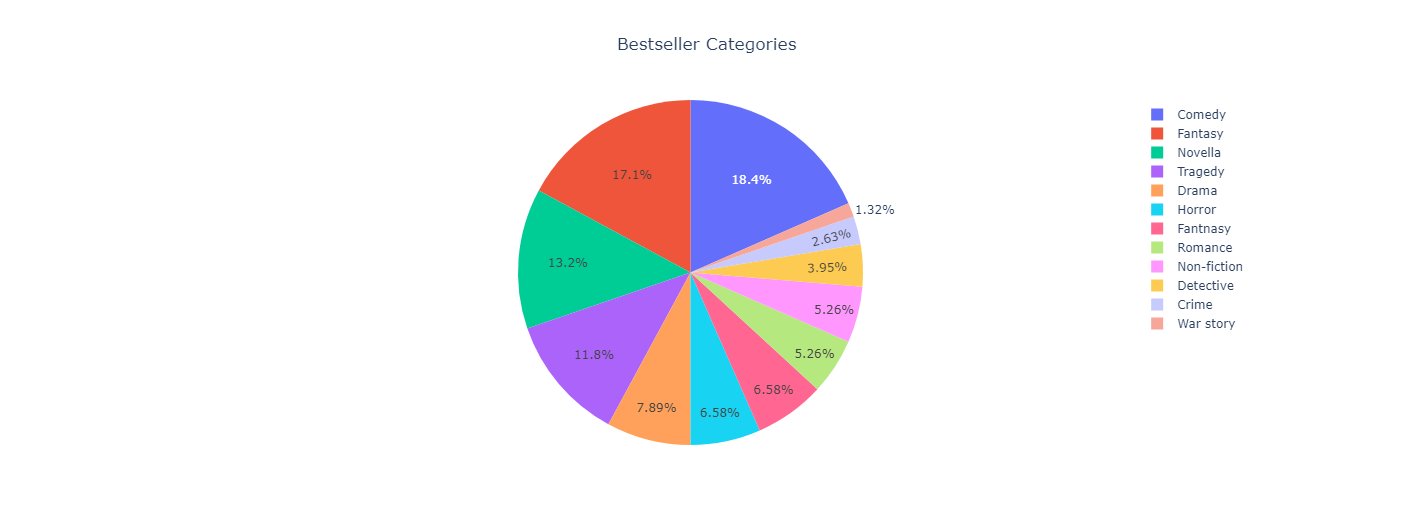 Bestseller Categories
18.4%
17.1%
13.2%
11.8%
7.89%
6.58%
6.58%
5.26%
5.26%
3.95%
2.63%
1.32%
Comedy
Fantasy
Novella
Tragedy
Drama
Horror
Fantnasy
Romance
Non-fiction
Detective
Crime
War story